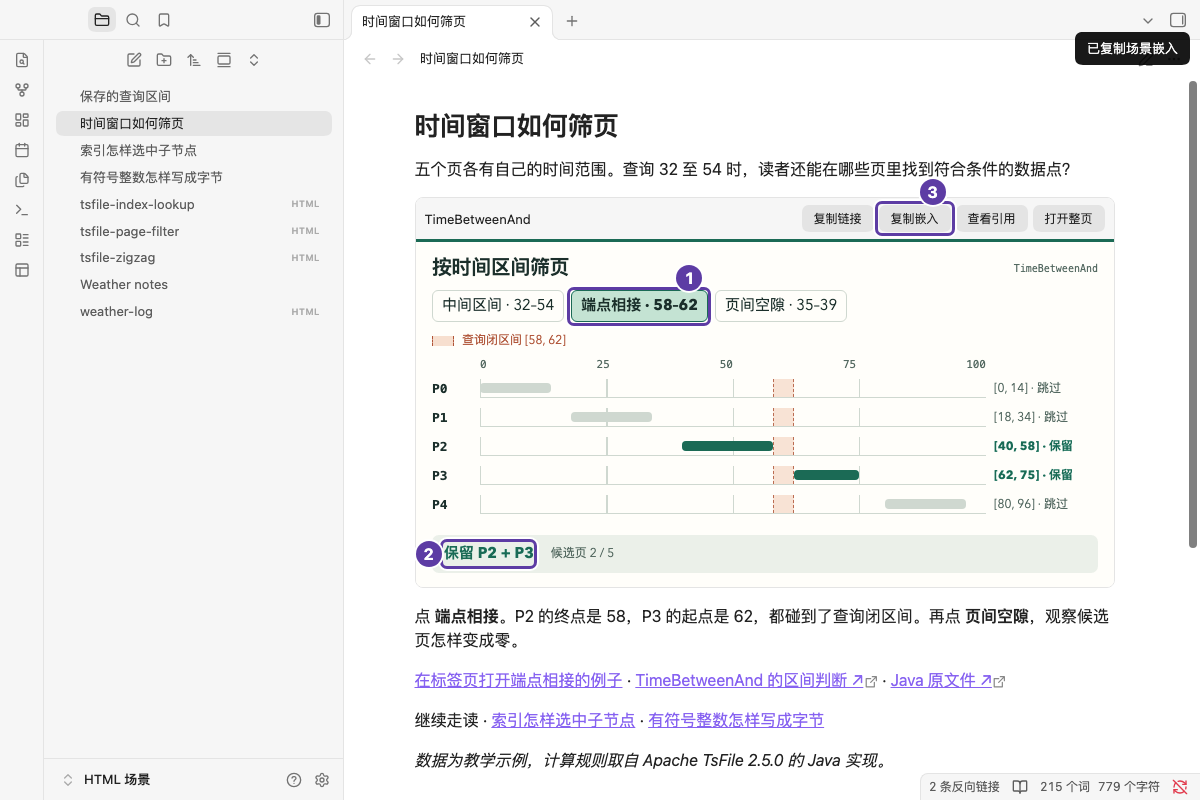 时间窗口如何筛页
已复制场景嵌入
时间窗口如何筛页
保存的查询区间
时间窗口如何筛页
索引怎样选中子节点
有符号整数怎样写成字节
tsfile-index-lookup HTML
tsfile-page-filter HTML
tsfile-zigzag HTML
Weather notes
weather-log HTML
HTML 场景
时间窗口如何筛页
五个页各有自己的时间范围。查询 32 至 54 时，读者还能在哪些页里找到符合条件的数据点？
3
TimeBetweenAnd 复制链接 复制嵌入 查看引用 打开整页
按时间区间筛页 TimeBetweenAnd
1
中间区间 · 32-54 端点相接 · 58-62 页间空隙 · 35-39
查询闭区间 [58, 62]
0 25 50 75 100
P0 [0, 14] · 跳过
P1 [18, 34] · 跳过
P2 [40, 58] · 保留
P3 [62, 75] · 保留
P4 [80, 96] · 跳过
2 保留 P2 + P3 候选页 2 / 5
点 端点相接。P2 的终点是 58，P3 的起点是 62，都碰到了查询闭区间。再点 页间空隙，观察候选
页怎样变成零。
在标签页打开端点相接的例子 · TimeBetweenAnd 的区间判断 ↗ · Java 原文件 ↗
继续走读 · 索引怎样选中子节点 · 有符号整数怎样写成字节
数据为教学示例，计算规则取自 Apache TsFile 2.5.0 的 Java 实现。
2 条反向链接 215 个词 779 个字符